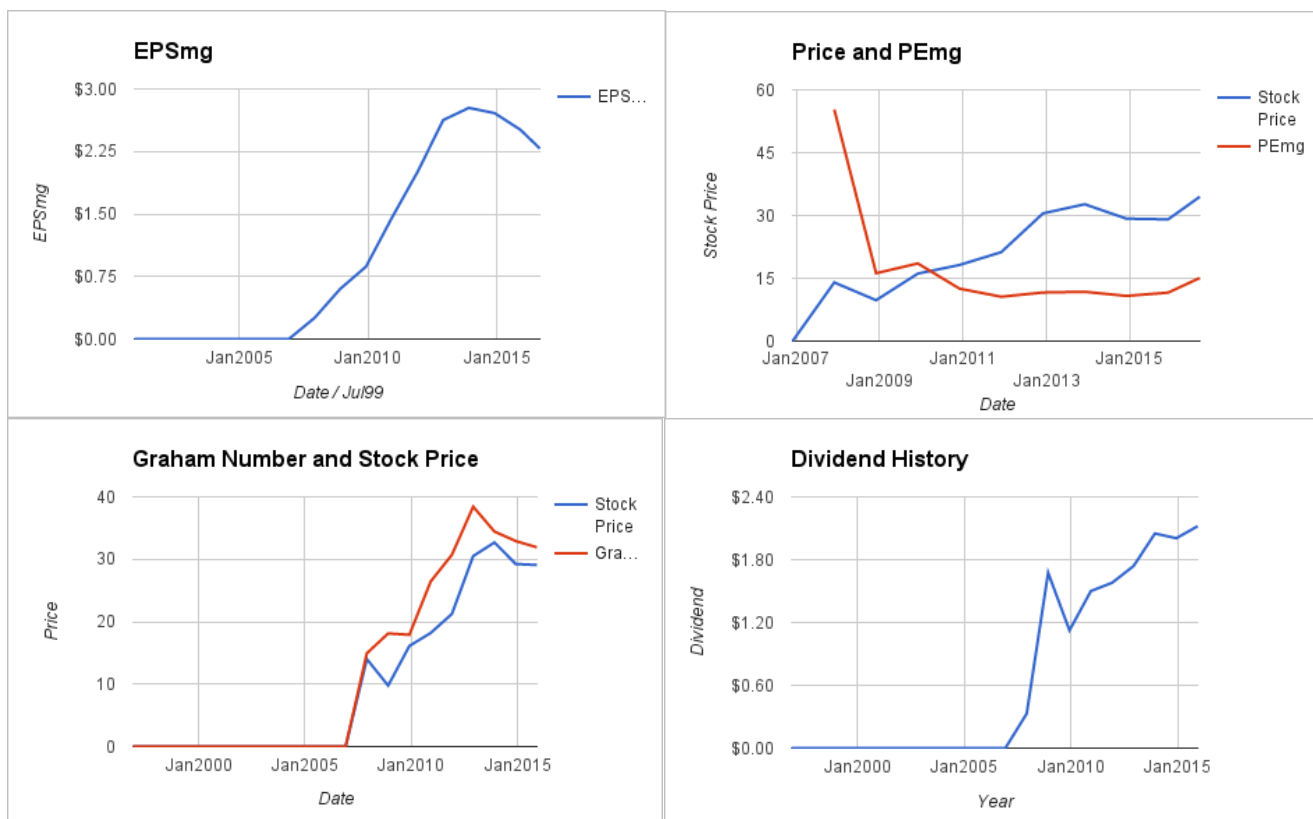 EPSmg
$3.00
$2.25
$1.50
$0.75
$0.00
EPSmg
Jan2005
Jan2010
Jan2015
Date / Jul99
EPS…
Price and PEmg
60
45
30
15
0
Stock Price
Jan2007
Jan2009
Jan2011
Jan2013
Jan2015
Date
Stock
Price
PEmg
Graham Number and Stock Price
40
30
20
10
0
Price
Jan2000
Jan2005
Jan2010
Jan2015
Date
Stock
Price
Gra…
Dividend History
$2.40
$1.80
$1.20
$0.60
$0.00
Dividend
Jan2000
Jan2005
Jan2010
Jan2015
Year